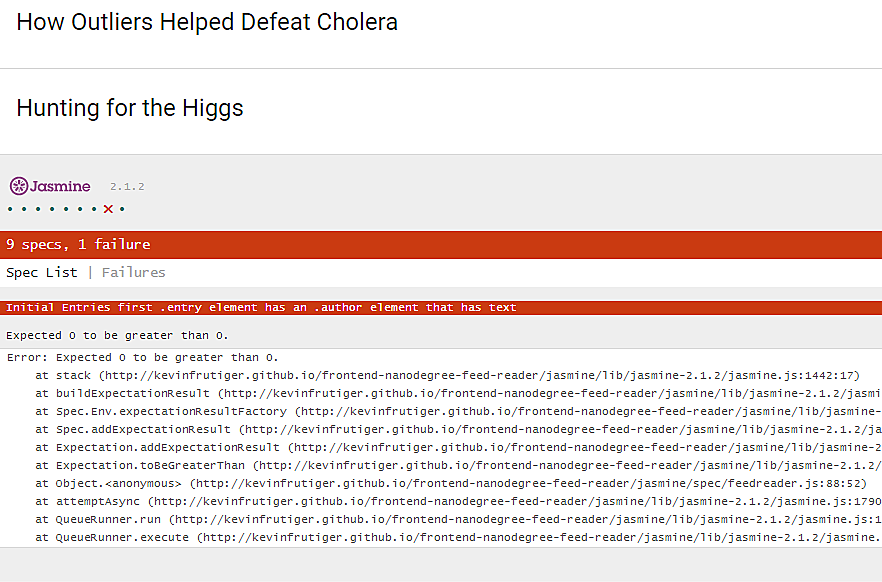 How Outliers Helped Defeat Cholera
Hunting for the Higgs
Jasmine 2.1.2
9 specs, 1 failure
Spec List | Failures
Initial Entries first .entry element has an .author element that has text
Expected 0 to be greater than 0.
Error: Expected 0 to be greater than 0.
at stack (http://kevinfrutiger.github.io/frontend-nanodegree-feed-reader/jasmine/lib/jasmine-2.1.2/jasmine.js:1442:17)
at buildExpectationResult (http://kevinfrutiger.github.io/frontend-nanodegree-feed-reader/jasmine/lib/jasmine-2.1.2/jasmi
at Spec.Env.expectationResultFactory (http://kevinfrutiger.github.io/frontend-nanodegree-feed-reader/jasmine/lib/jasmine-
at Spec.addExpectationResult (http://kevinfrutiger.github.io/frontend-nanodegree-feed-reader/jasmine/lib/jasmine-2.1.2/ja
at Expectation.addExpectationResult (http://kevinfrutiger.github.io/frontend-nanodegree-feed-reader/jasmine/lib/jasmine-2
at Expectation.toBeGreaterThan (http://kevinfrutiger.github.io/frontend-nanodegree-feed-reader/jasmine/lib/jasmine-2.1.2/
at Object.<anonymous> (http://kevinfrutiger.github.io/frontend-nanodegree-feed-reader/jasmine/spec/feedreader.js:88:52)
at attemptAsync (http://kevinfrutiger.github.io/frontend-nanodegree-feed-reader/jasmine/lib/jasmine-2.1.2/jasmine.js:1790
at QueueRunner.run (http://kevinfrutiger.github.io/frontend-nanodegree-feed-reader/jasmine/lib/jasmine-2.1.2/jasmine.js:1
at QueueRunner.execute (http://kevinfrutiger.github.io/frontend-nanodegree-feed-reader/jasmine/lib/jasmine-2.1.2/jasmine.